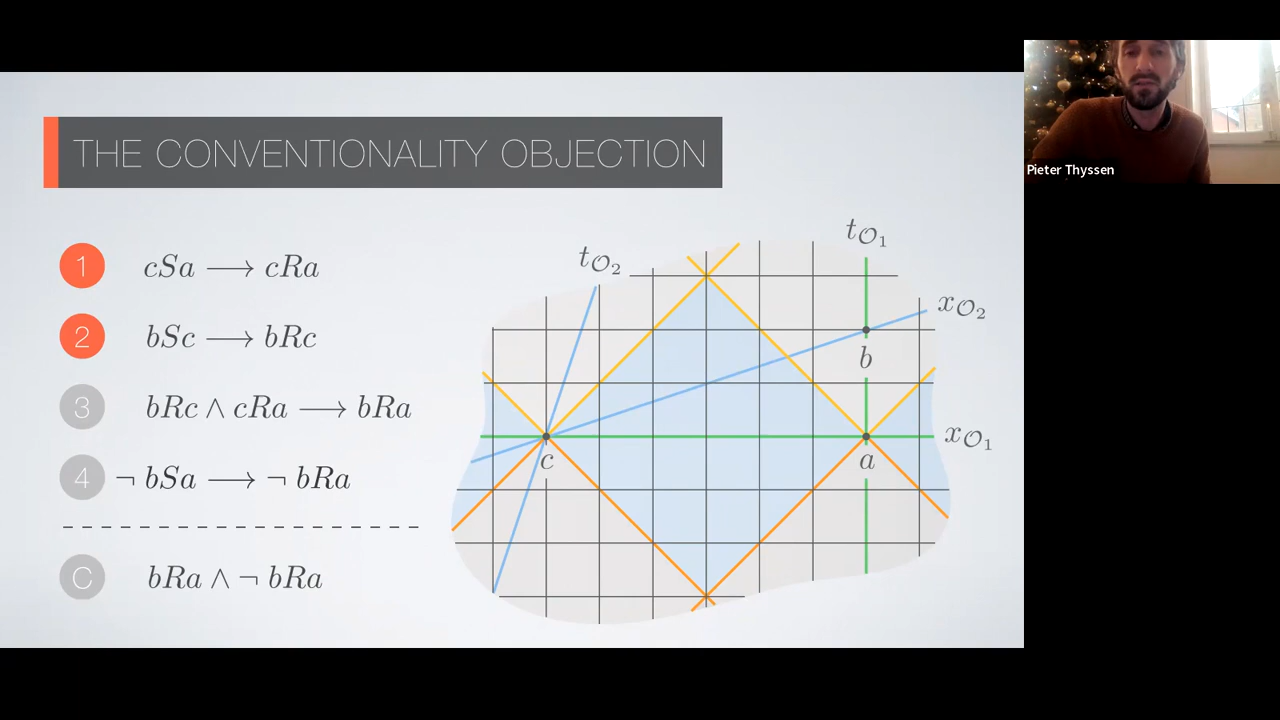 THE CONVENTIONALITY OBJECTION
Pieter Thyssen
1 cSa ⟶ cRa
2 bSc ⟶ bRc
3 bRc ∧ cRa ⟶ bRa
4 ¬ bSa ⟶ ¬ bRa
C bRa ∧ ¬ bRa
t𝒪₁
t𝒪₂
x𝒪₂
b
x𝒪₁
c
a